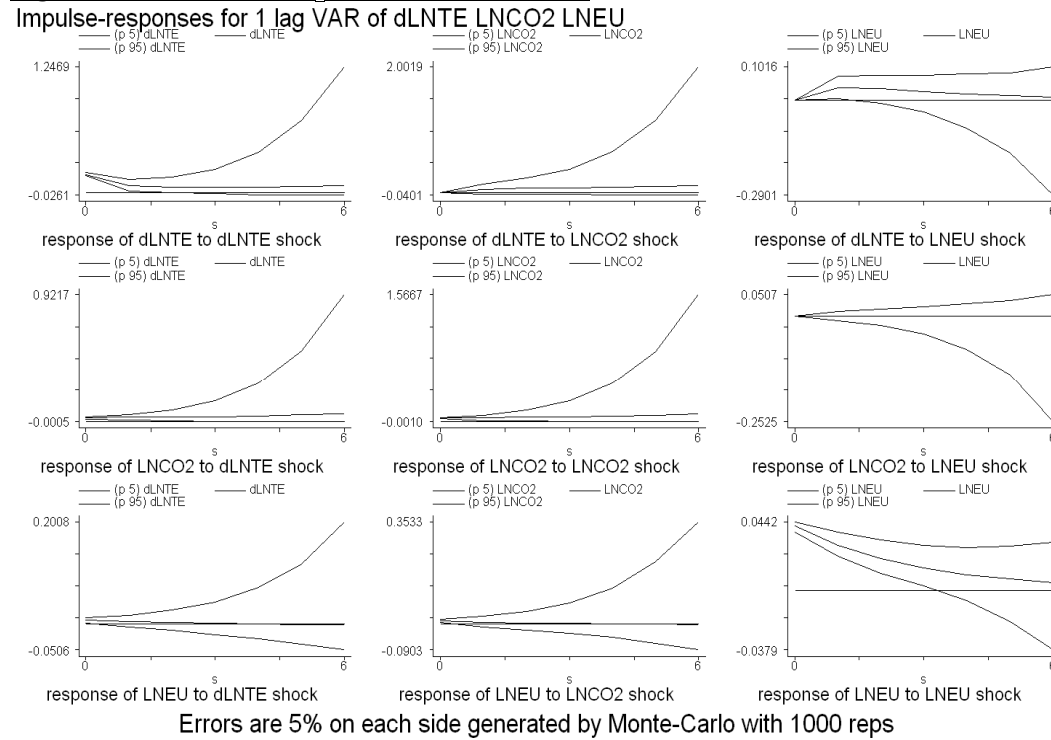 Impulse-responses for 1 lag VAR of dLNTE LNCO2 LNEU
(p 5) dLNTE dLNTE
(p 95) dLNTE
1.2469
-0.0261
0 6
s
response of dLNTE to dLNTE shock
(p 5) LNCO2 LNCO2
(p 95) LNCO2
2.0019
-0.0401
0 6
s
response of dLNTE to LNCO2 shock
(p 5) LNEU LNEU
(p 95) LNEU
0.1016
-0.2901
0 6
s
response of dLNTE to LNEU shock
(p 5) dLNTE dLNTE
(p 95) dLNTE
0.9217
-0.0005
0 6
s
response of LNCO2 to dLNTE shock
(p 5) LNCO2 LNCO2
(p 95) LNCO2
1.5667
-0.0010
0 6
s
response of LNCO2 to LNCO2 shock
(p 5) LNEU LNEU
(p 95) LNEU
0.0507
-0.2525
0 6
s
response of LNCO2 to LNEU shock
(p 5) dLNTE dLNTE
(p 95) dLNTE
0.2008
-0.0506
0 6
s
response of LNEU to dLNTE shock
(p 5) LNCO2 LNCO2
(p 95) LNCO2
0.3533
-0.0903
0 6
s
response of LNEU to LNCO2 shock
(p 5) LNEU LNEU
(p 95) LNEU
0.0442
-0.0379
0 6
s
response of LNEU to LNEU shock
Errors are 5% on each side generated by Monte-Carlo with 1000 reps